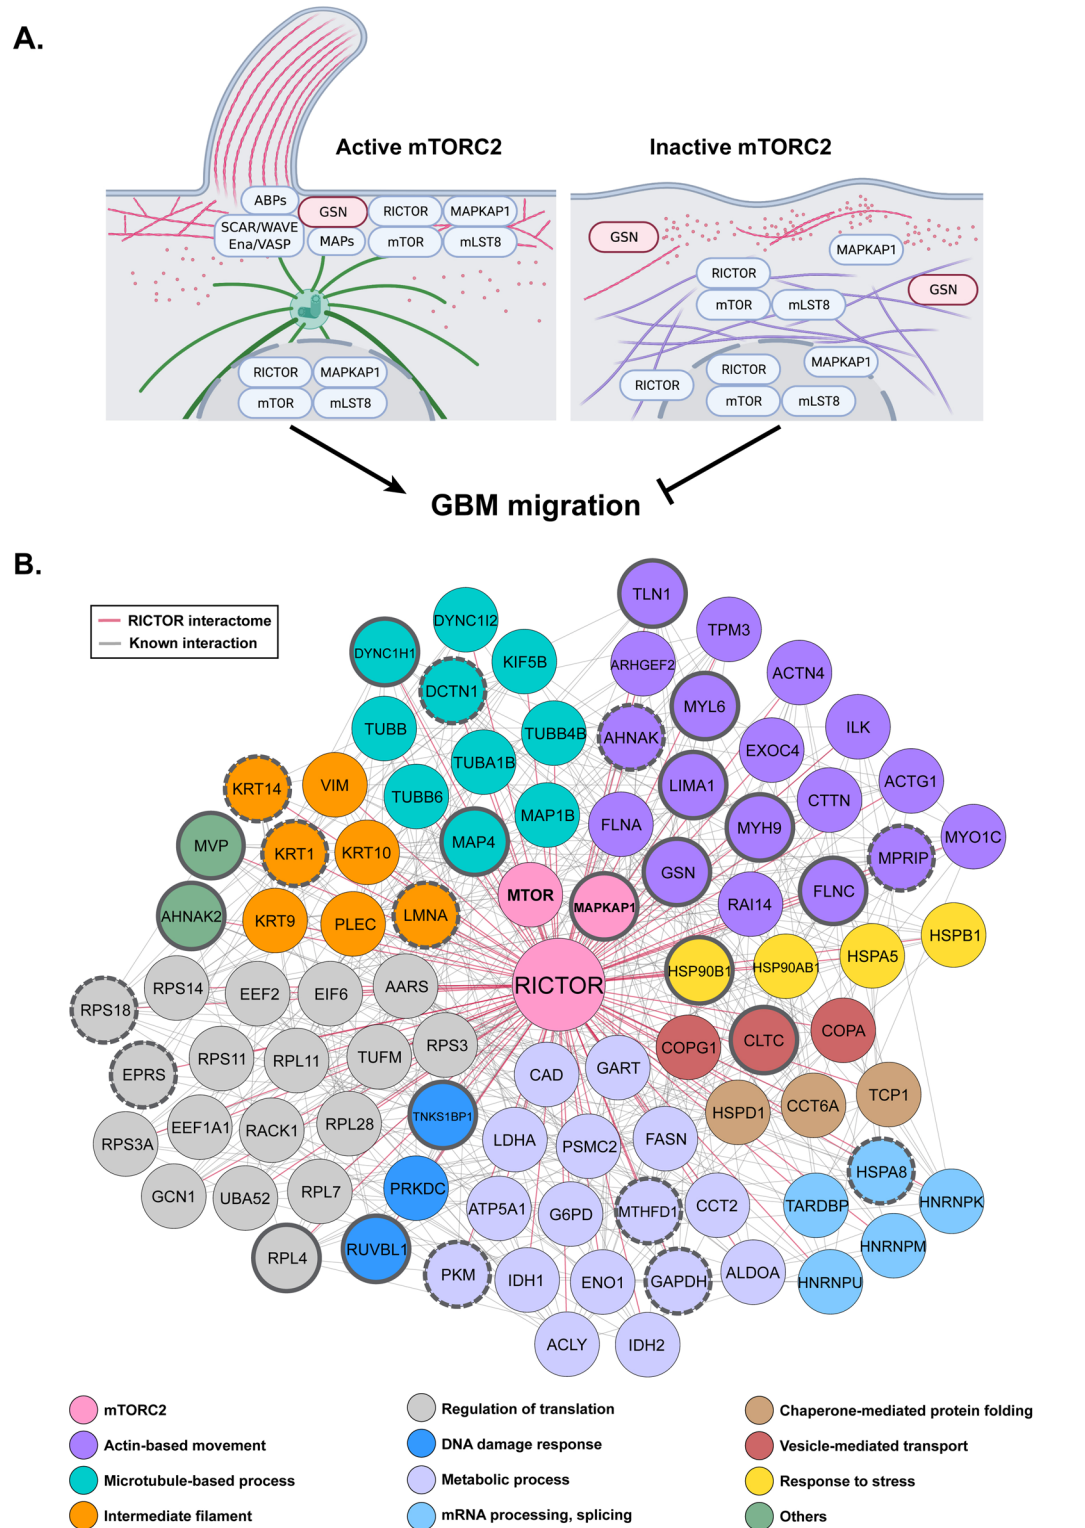 A.
Active mTORC2
Inactive mTORC2
ABPs
GSN
RICTOR
MAPKAP1
SCAR/WAVE
Ena/VASP
MAPs
mTOR
mLST8
RICTOR
MAPKAP1
mTOR
mLST8
GSN
MAPKAP1
RICTOR
GSN
mTOR
mLST8
MAPKAP1
RICTOR
RICTOR
mTOR
mLST8
GBM migration
B.
RICTOR interactome
Known interaction
TLN1
DYNC1I2
TPM3
DYNC1H1
KIF5B
ARHGEF2
ACTN4
DCTN1
MYL6
TUBB
TUBB4B
AHNAK
EXOC4
ILK
TUBA1B
KRT14
VIM
LIMA1
ACTG1
TUBB6
CTTN
MAP1B
FLNA
MYH9
MYO1C
MVP
KRT1
KRT10
MAP4
MPRIP
GSN
MTOR
MAPKAP1
RAI14
FLNC
AHNAK2
KRT9
PLEC
LMNA
HSPB1
HSP90B1
HSP90AB1
HSPA5
RICTOR
RPS14
EEF2
EIF6
AARS
RPS18
COPA
COPG1
CLTC
RPS11
RPL11
TUFM
RPS3
EPRS
CAD
GART
TCP1
HSPD1
CCT6A
TNKS1BP1
RPS3A
EEF1A1
RACK1
RPL28
LDHA
PSMC2
FASN
HSPA8
GCN1
UBA52
RPL7
PRKDC
ATP5A1
G6PD
MTHFD1
CCT2
TARDBP
HNRNPK
RPL4
RUVBL1
HNRNPM
PKM
IDH1
ENO1
GAPDH
ALDOA
HNRNPU
ACLY
IDH2
mTORC2
Regulation of translation
Chaperone-mediated protein folding
Actin-based movement
DNA damage response
Vesicle-mediated transport
Microtubule-based process
Metabolic process
Response to stress
Intermediate filament
mRNA processing, splicing
Others